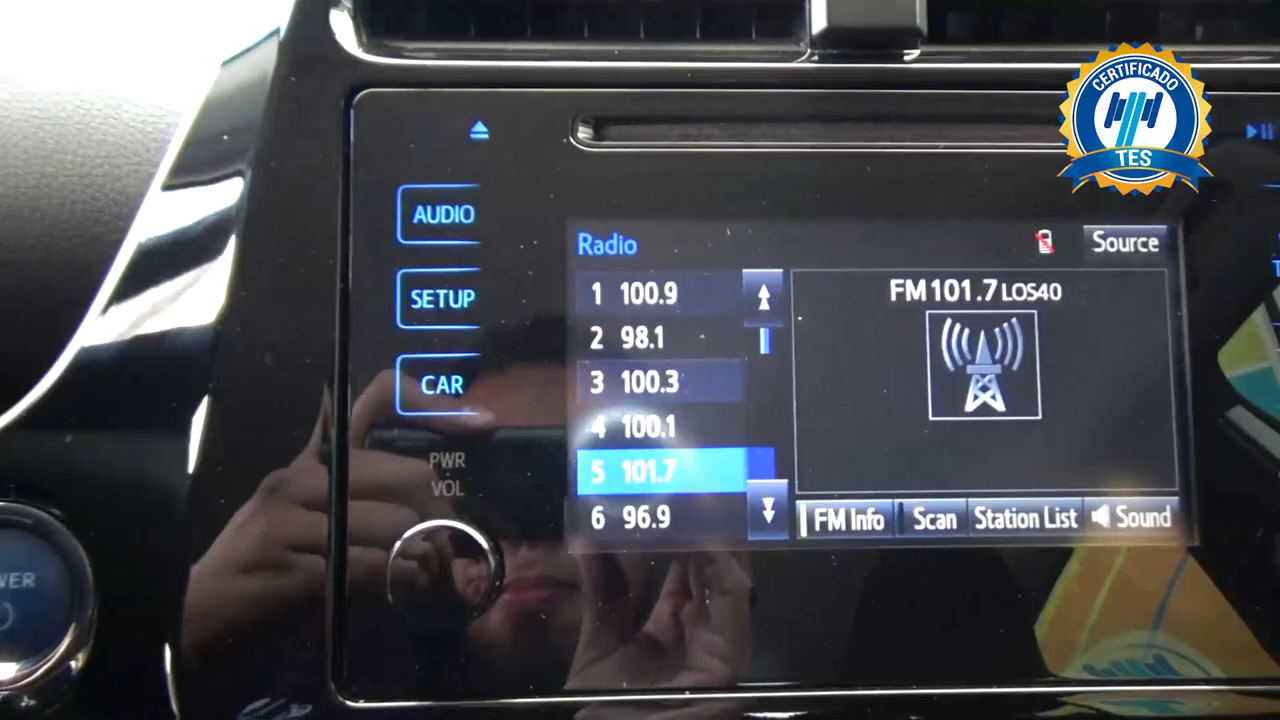 CERTIFICADO
TES
AUDIO
SETUP
CAR
PWR
VOL
WER
Radio
Source
1 100.9
2 98.1
3 100.3
4 100.1
5 101.7
6 96.9
FM 101.7 LOS40
FM Info
Scan
Station List
Sound